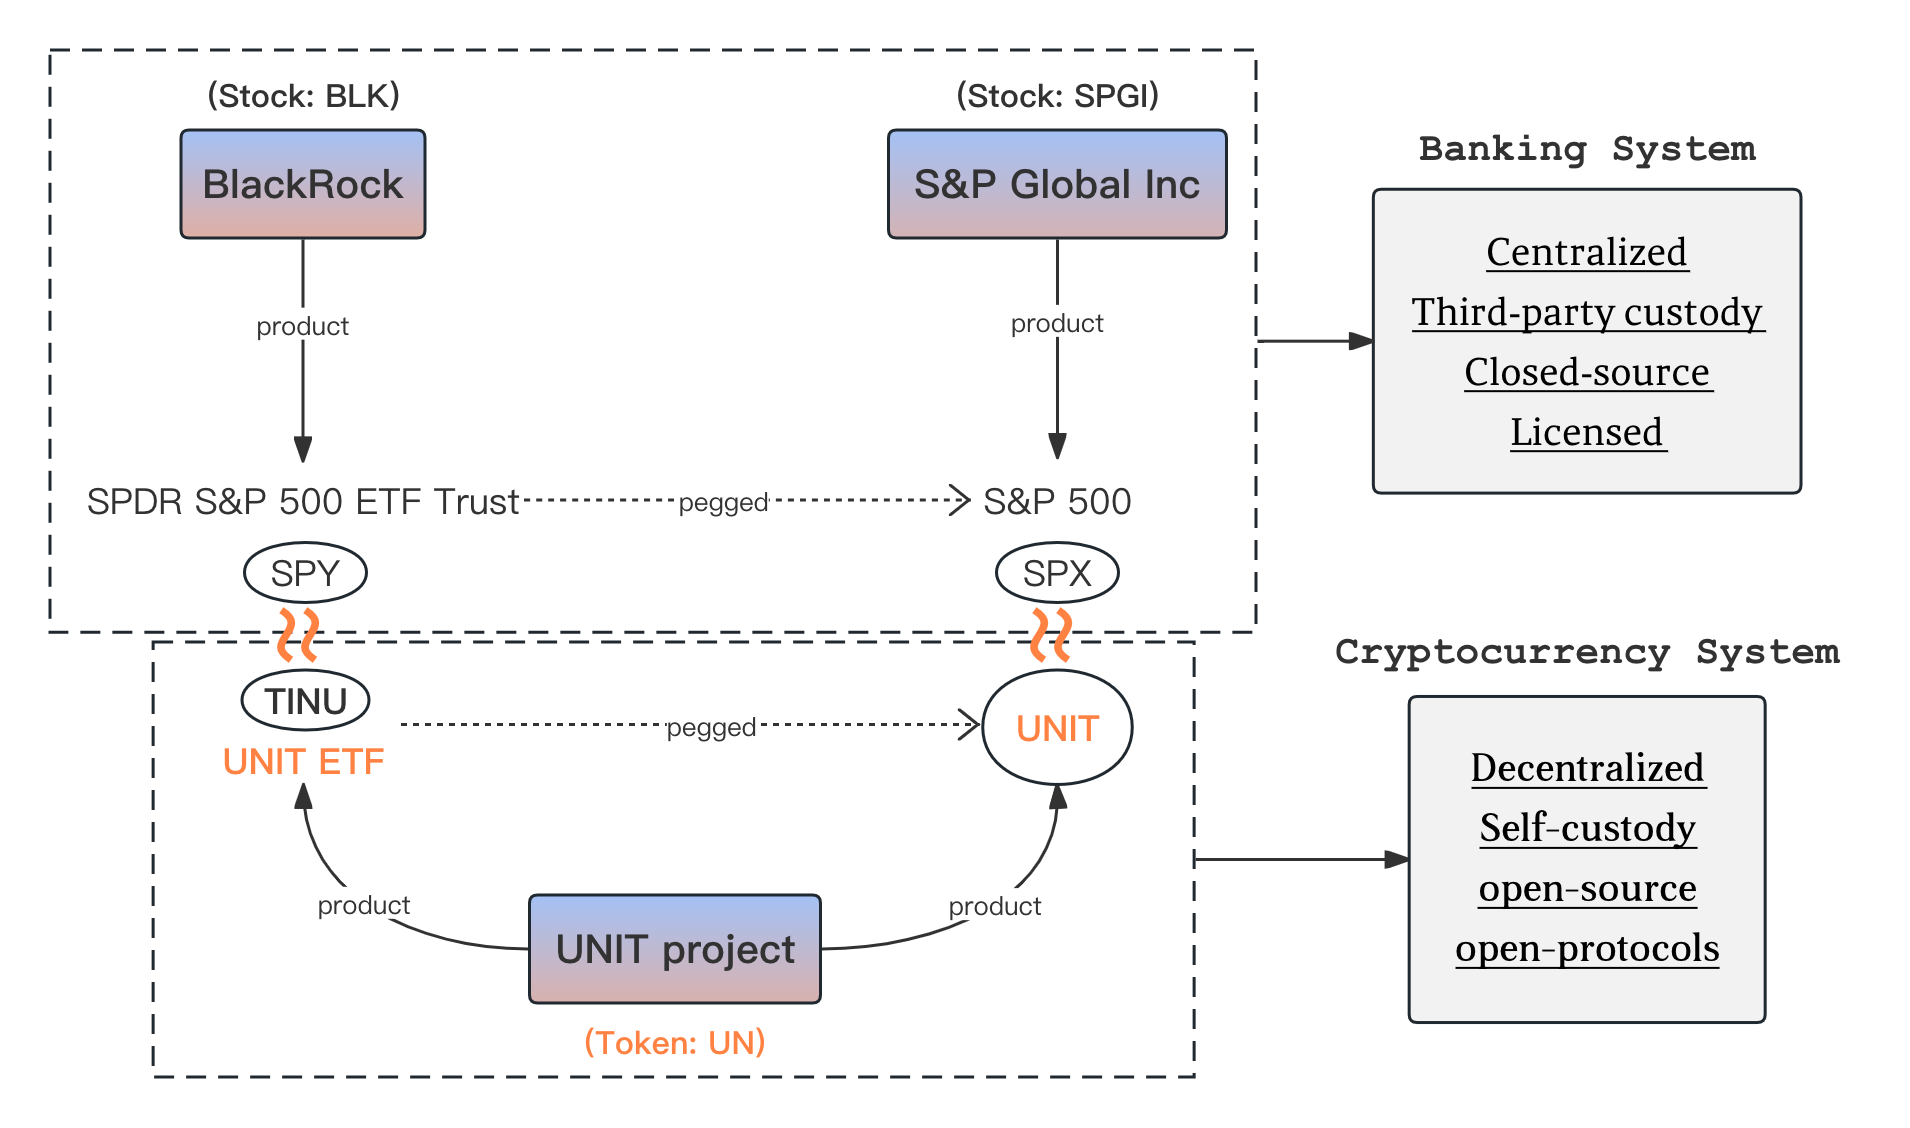 (Stock: BLK)
BlackRock
product
SPDR S&P 500 ETF Trust
SPY
pegged
(Stock: SPGI)
S&P Global Inc
product
S&P 500
SPX
Banking System
Centralized
Third-party custody
Closed-source
Licensed
TINU
UNIT ETF
pegged
UNIT
product
product
UNIT project
(Token: UN)
Cryptocurrency System
Decentralized
Self-custody
open-source
open-protocols